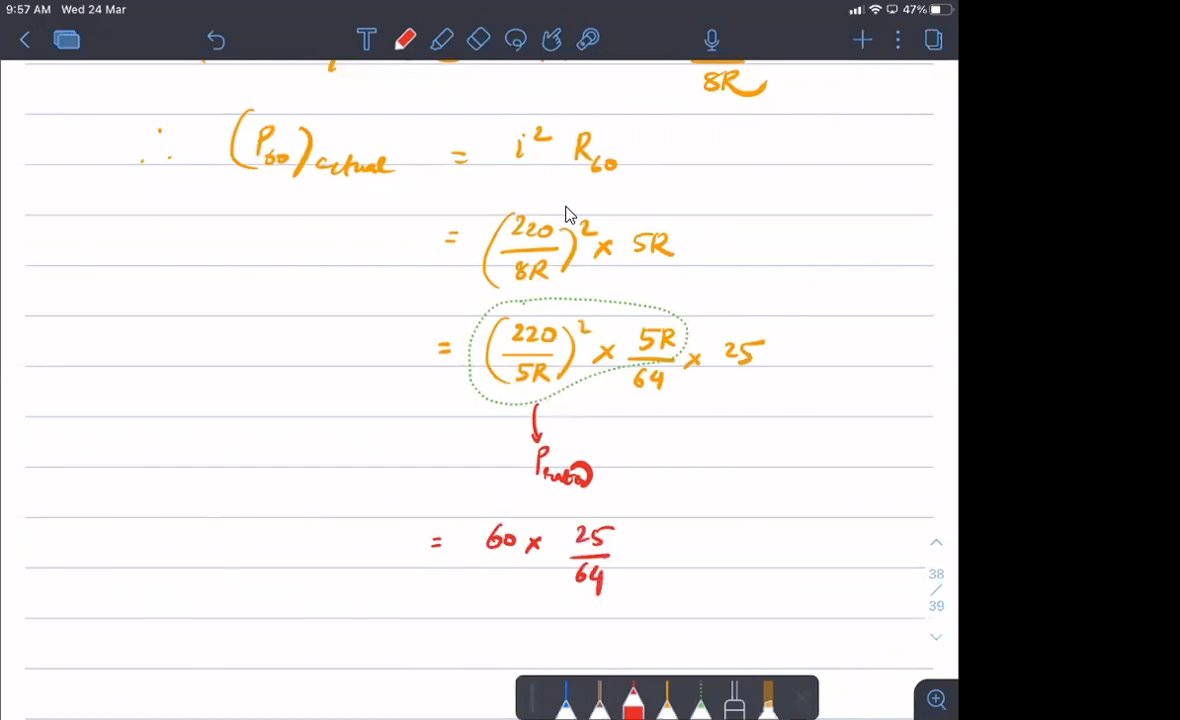 9:57 AM Wed 24 Mar 47%
T
8R
∴ (P60)actual = i² R60
= (220/8R)² × 5R
= (220/5R)² × 5R/64 × 25
Prated
= 60 × 25/64
38
/
39